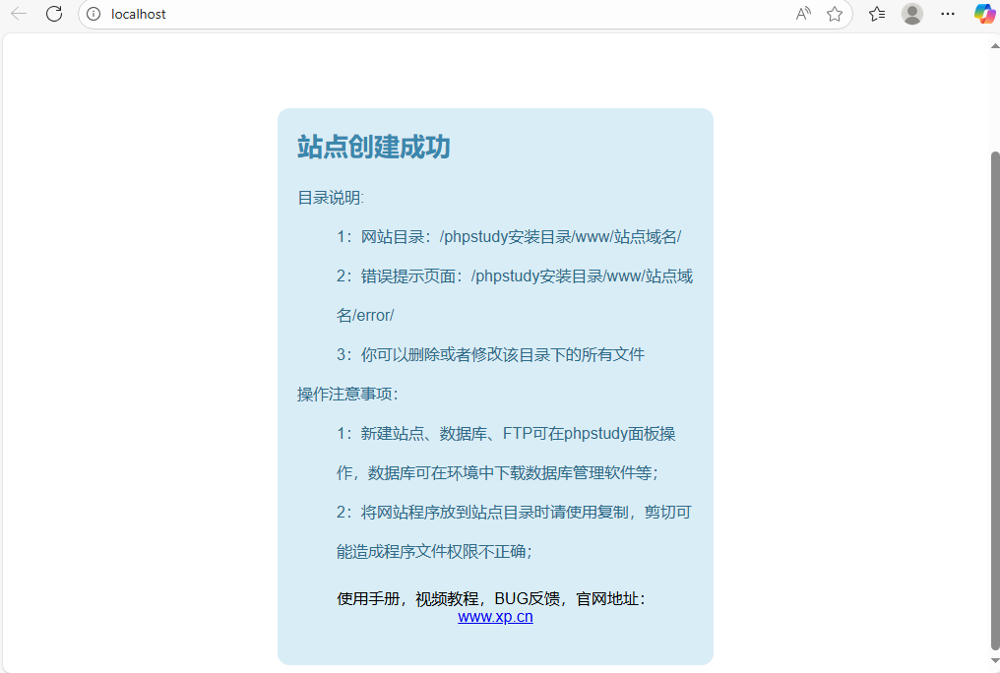 localhost
站点创建成功
目录说明:
1：网站目录：/phpstudy安装目录/www/站点域名/
2：错误提示页面：/phpstudy安装目录/www/站点域
名/error/
3：你可以删除或者修改该目录下的所有文件
操作注意事项：
1：新建站点、数据库、FTP可在phpstudy面板操
作，数据库可在环境中下载数据库管理软件等；
2：将网站程序放到站点目录时请使用复制，剪切可
能造成程序文件权限不正确；
使用手册，视频教程，BUG反馈，官网地址：
www.xp.cn